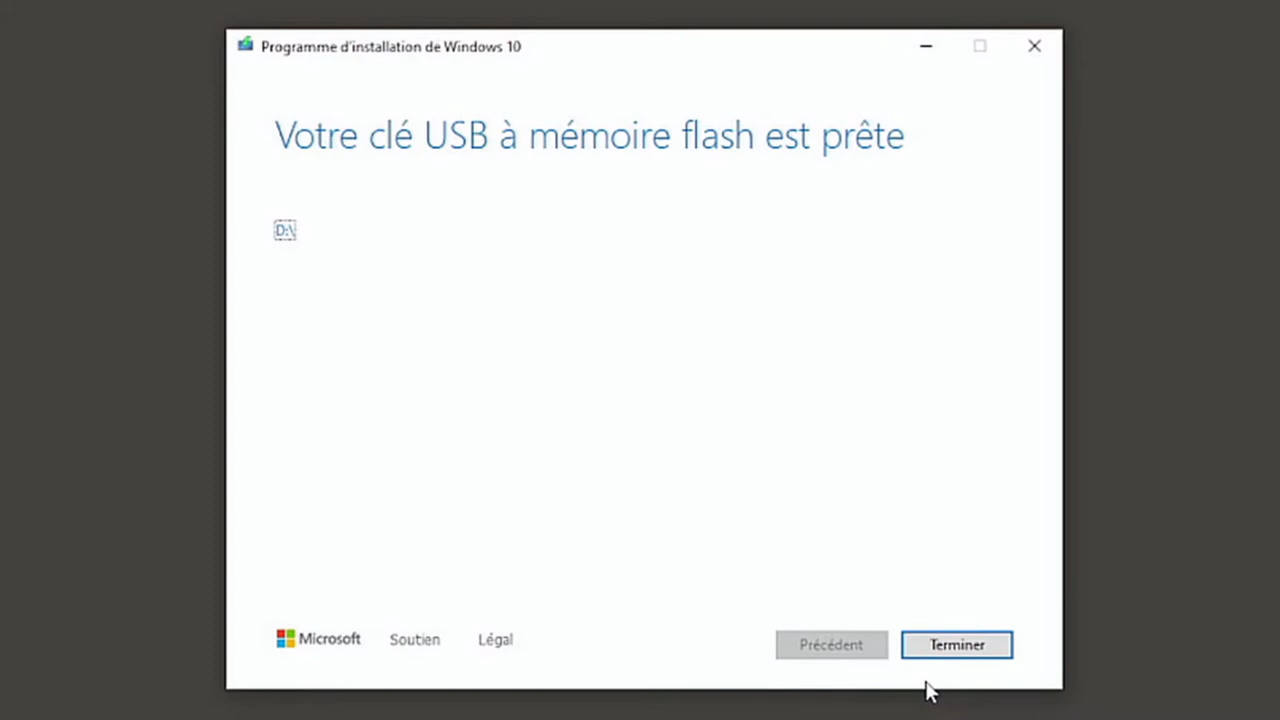 Programme d'installation de Windows 10
Votre clé USB à mémoire flash est prête
D:\
Microsoft Soutien Légal
Précédent Terminer